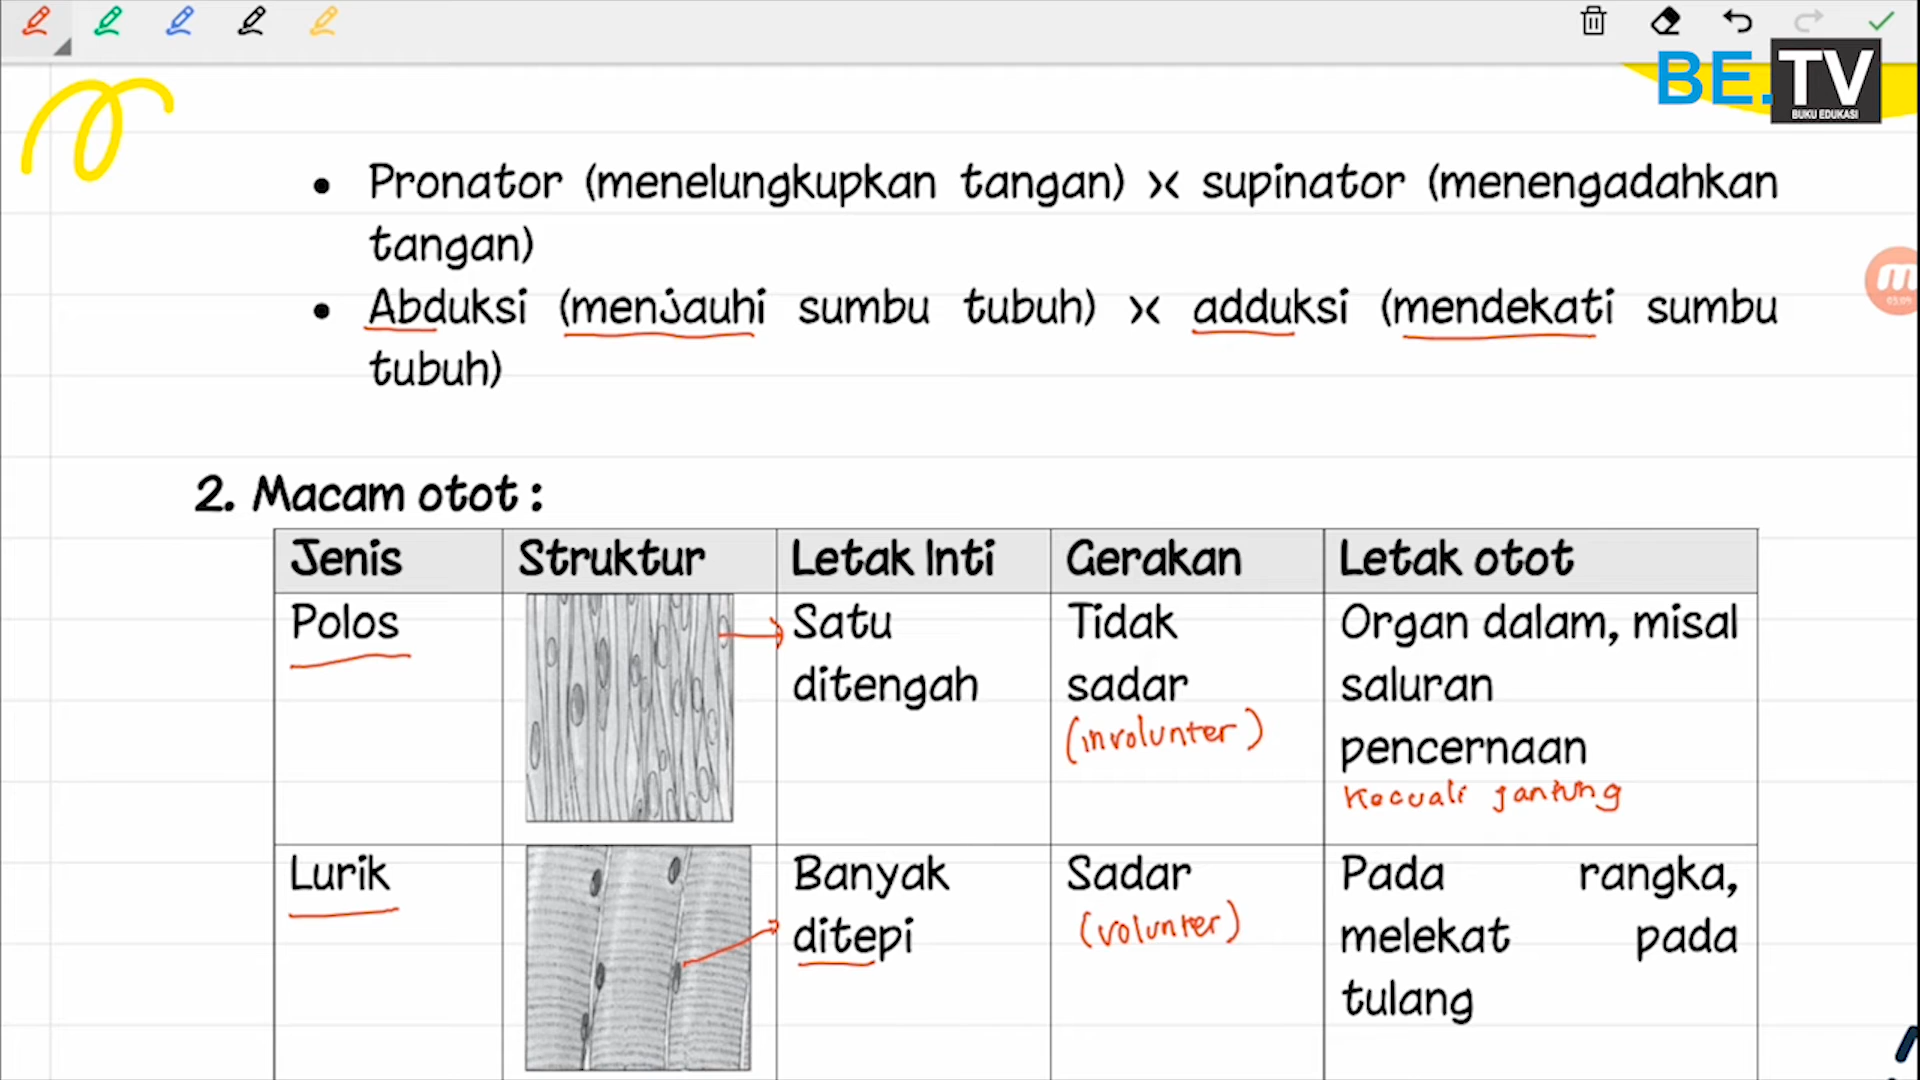 BE.TV
BUKU EDUKASI
• Pronator (menelungkupkan tangan) >< supinator (menengadahkan
tangan)
• Abduksi (menjauhi sumbu tubuh) >< adduksi (mendekati sumbu
tubuh)
03:09
2. Macam otot :
Jenis Struktur Letak Inti Gerakan Letak otot
Polos Satu Tidak Organ dalam, misal
ditengah sadar saluran
(involunter) pencernaan
kecuali jantung
Lurik Banyak Sadar Pada rangka,
ditepi (volunter) melekat pada
tulang